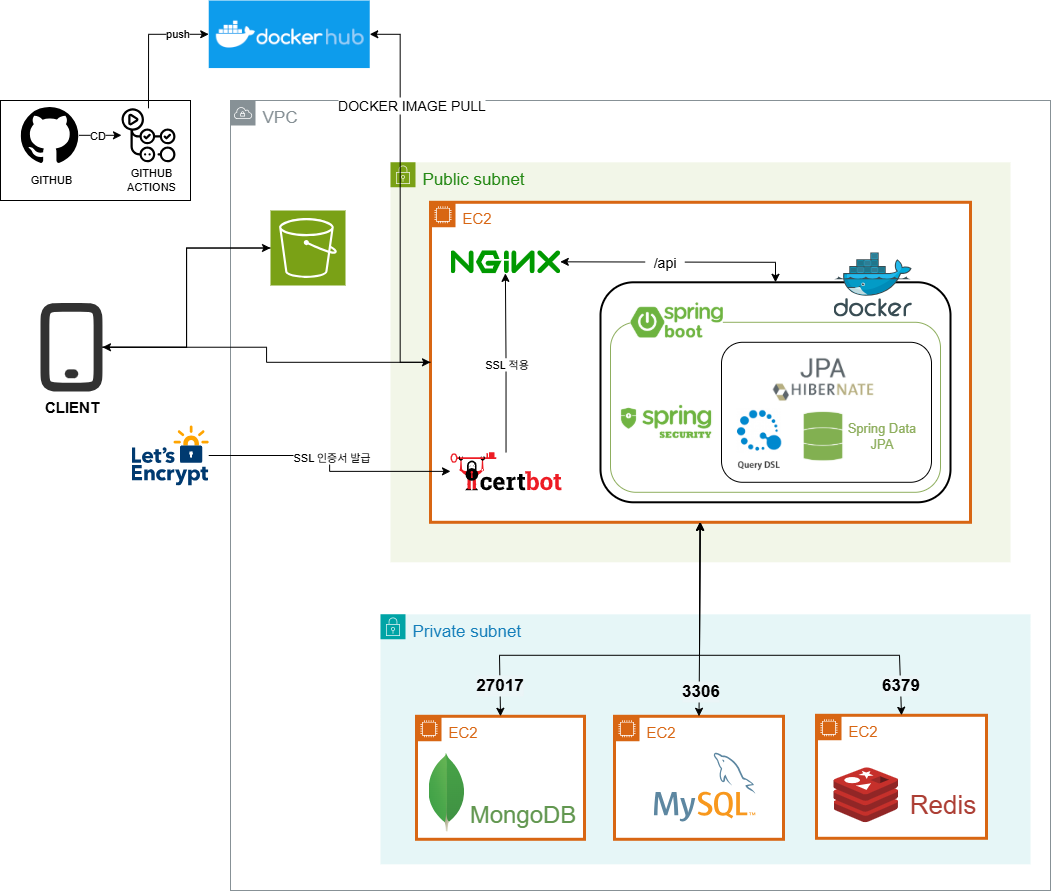 push
dockerhub
DOCKER IMAGE PULL
VPC
CD
GITHUB
GITHUB
ACTIONS
Public subnet
EC2
NGiNX
/api
docker
spring
boot
JPA
HIBERNATE
spring
SECURITY
Query DSL
Spring Data
JPA
SSL 적용
CLIENT
Let's
Encrypt
SSL 인증서 발급
certbot
Private subnet
27017
3306
6379
EC2
MongoDB
EC2
MySQL
EC2
Redis